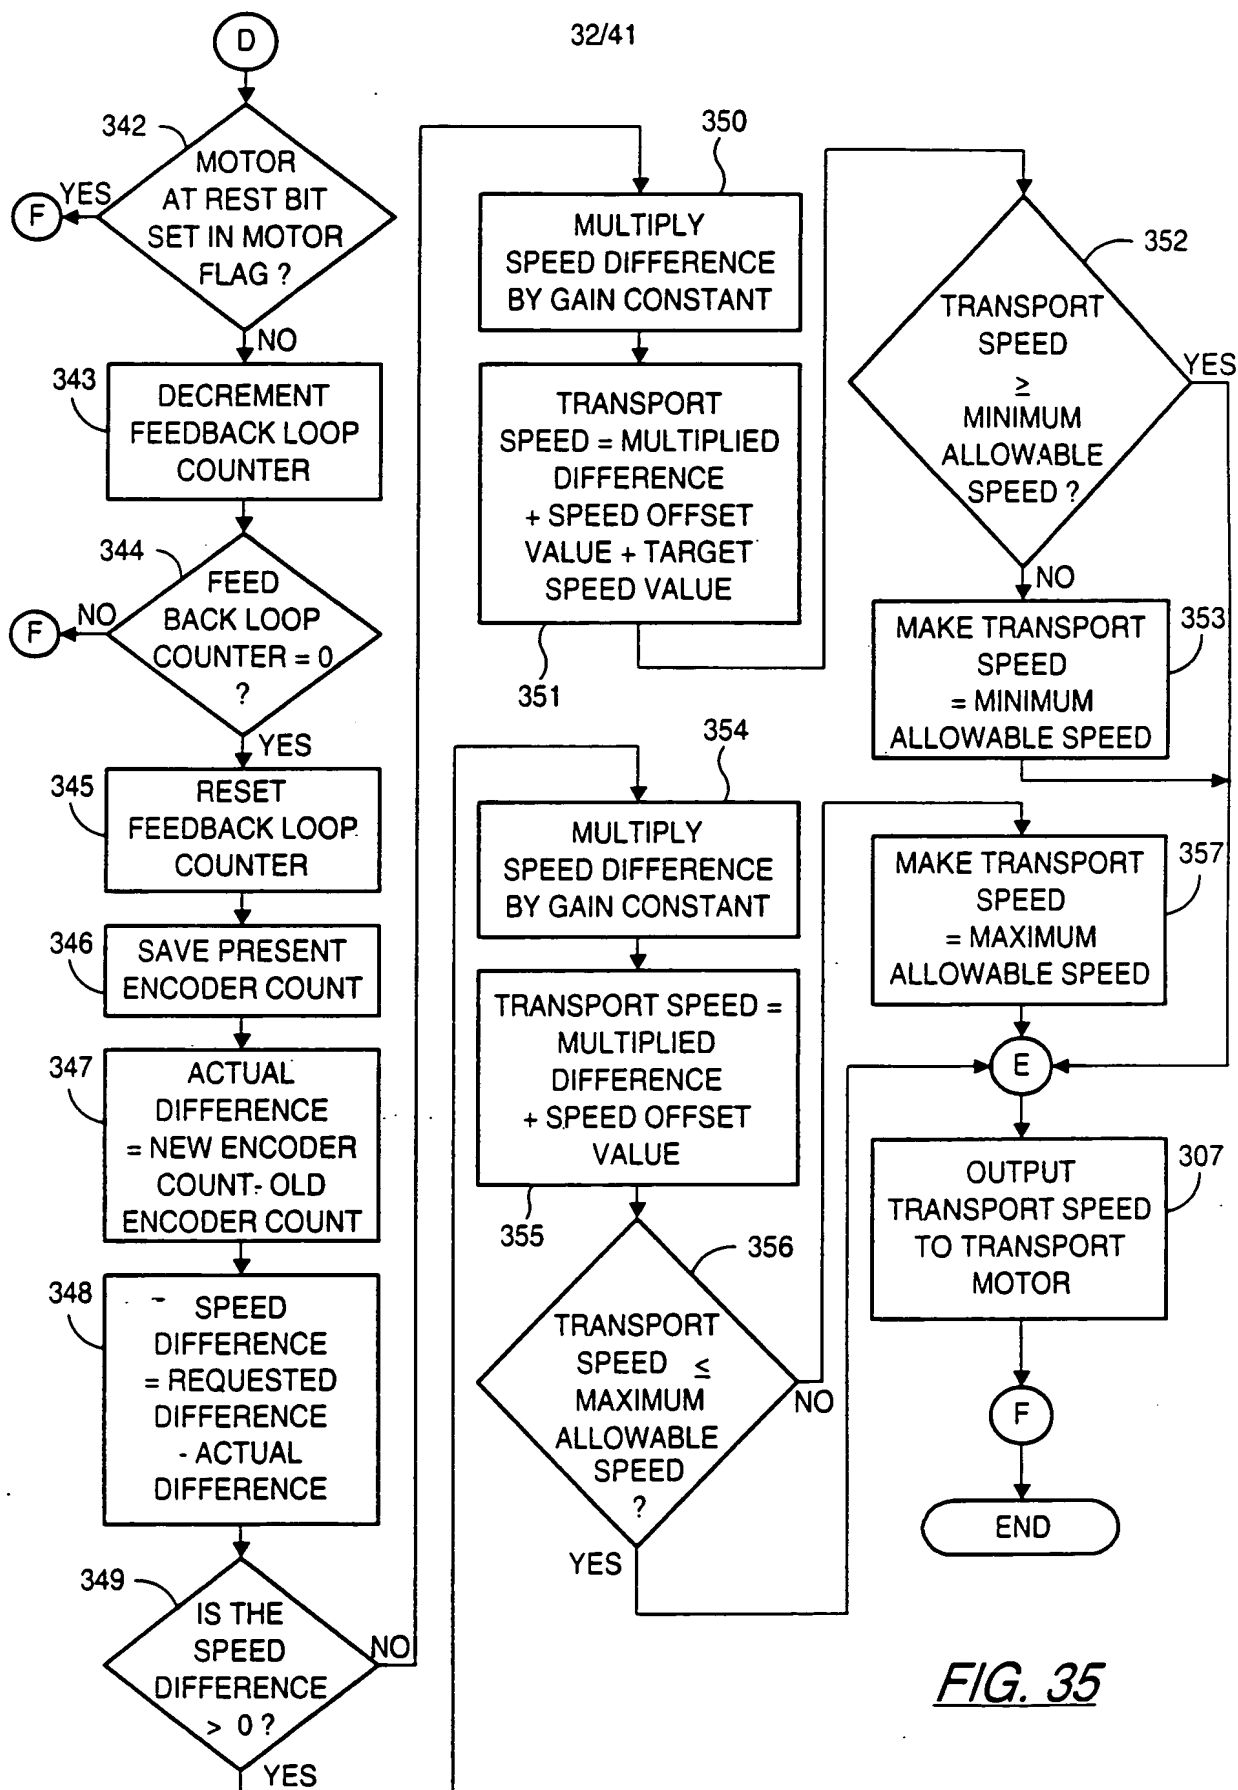 32/41
D
342
MOTOR
AT REST BIT
SET IN MOTOR
FLAG ?
YES
F
NO
343
DECREMENT
FEEDBACK LOOP
COUNTER
344
FEED
BACK LOOP
COUNTER = 0
?
NO
F
YES
345
RESET
FEEDBACK LOOP
COUNTER
346
SAVE PRESENT
ENCODER COUNT
347
ACTUAL
DIFFERENCE
= NEW ENCODER
COUNT - OLD
ENCODER COUNT
348
SPEED
DIFFERENCE
= REQUESTED
DIFFERENCE
- ACTUAL
DIFFERENCE
349
IS THE
SPEED
DIFFERENCE
> 0 ?
NO
YES
350
MULTIPLY
SPEED DIFFERENCE
BY GAIN CONSTANT
TRANSPORT
SPEED = MULTIPLIED
DIFFERENCE
+ SPEED OFFSET
VALUE + TARGET
SPEED VALUE
351
352
TRANSPORT
SPEED
≥
MINIMUM
ALLOWABLE
SPEED ?
YES
NO
MAKE TRANSPORT
SPEED
= MINIMUM
ALLOWABLE SPEED
353
354
MULTIPLY
SPEED DIFFERENCE
BY GAIN CONSTANT
TRANSPORT SPEED =
MULTIPLIED
DIFFERENCE
+ SPEED OFFSET
VALUE
355
356
TRANSPORT
SPEED ≤
MAXIMUM
ALLOWABLE
SPEED
?
NO
YES
MAKE TRANSPORT
SPEED
= MAXIMUM
ALLOWABLE SPEED
357
E
OUTPUT
TRANSPORT SPEED
TO TRANSPORT
MOTOR
307
F
END
FIG. 35